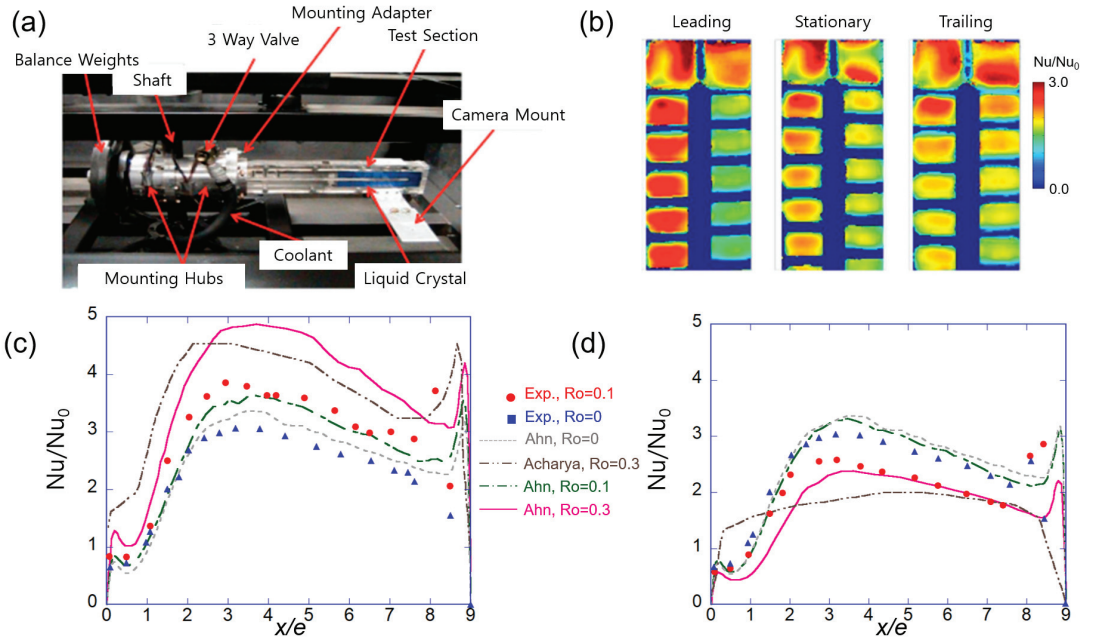 (a)
Mounting Adapter
3 Way Valve
Test Section
Balance Weights
Shaft
Camera Mount
Coolant
Mounting Hubs
Liquid Crystal
(b)
Leading
Stationary
Trailing
Nu/Nu0
3.0
0.0
(c)
5
4
3
2
1
0
Nu/Nu0
0 1 2 3 4 5 6 7 8 9
x/e
Exp., Ro=0.1
Exp., Ro=0
Ahn, Ro=0
Acharya, Ro=0.3
Ahn, Ro=0.1
Ahn, Ro=0.3
(d)
5
4
3
2
1
0
Nu/Nu0
0 1 2 3 4 5 6 7 8 9
x/e